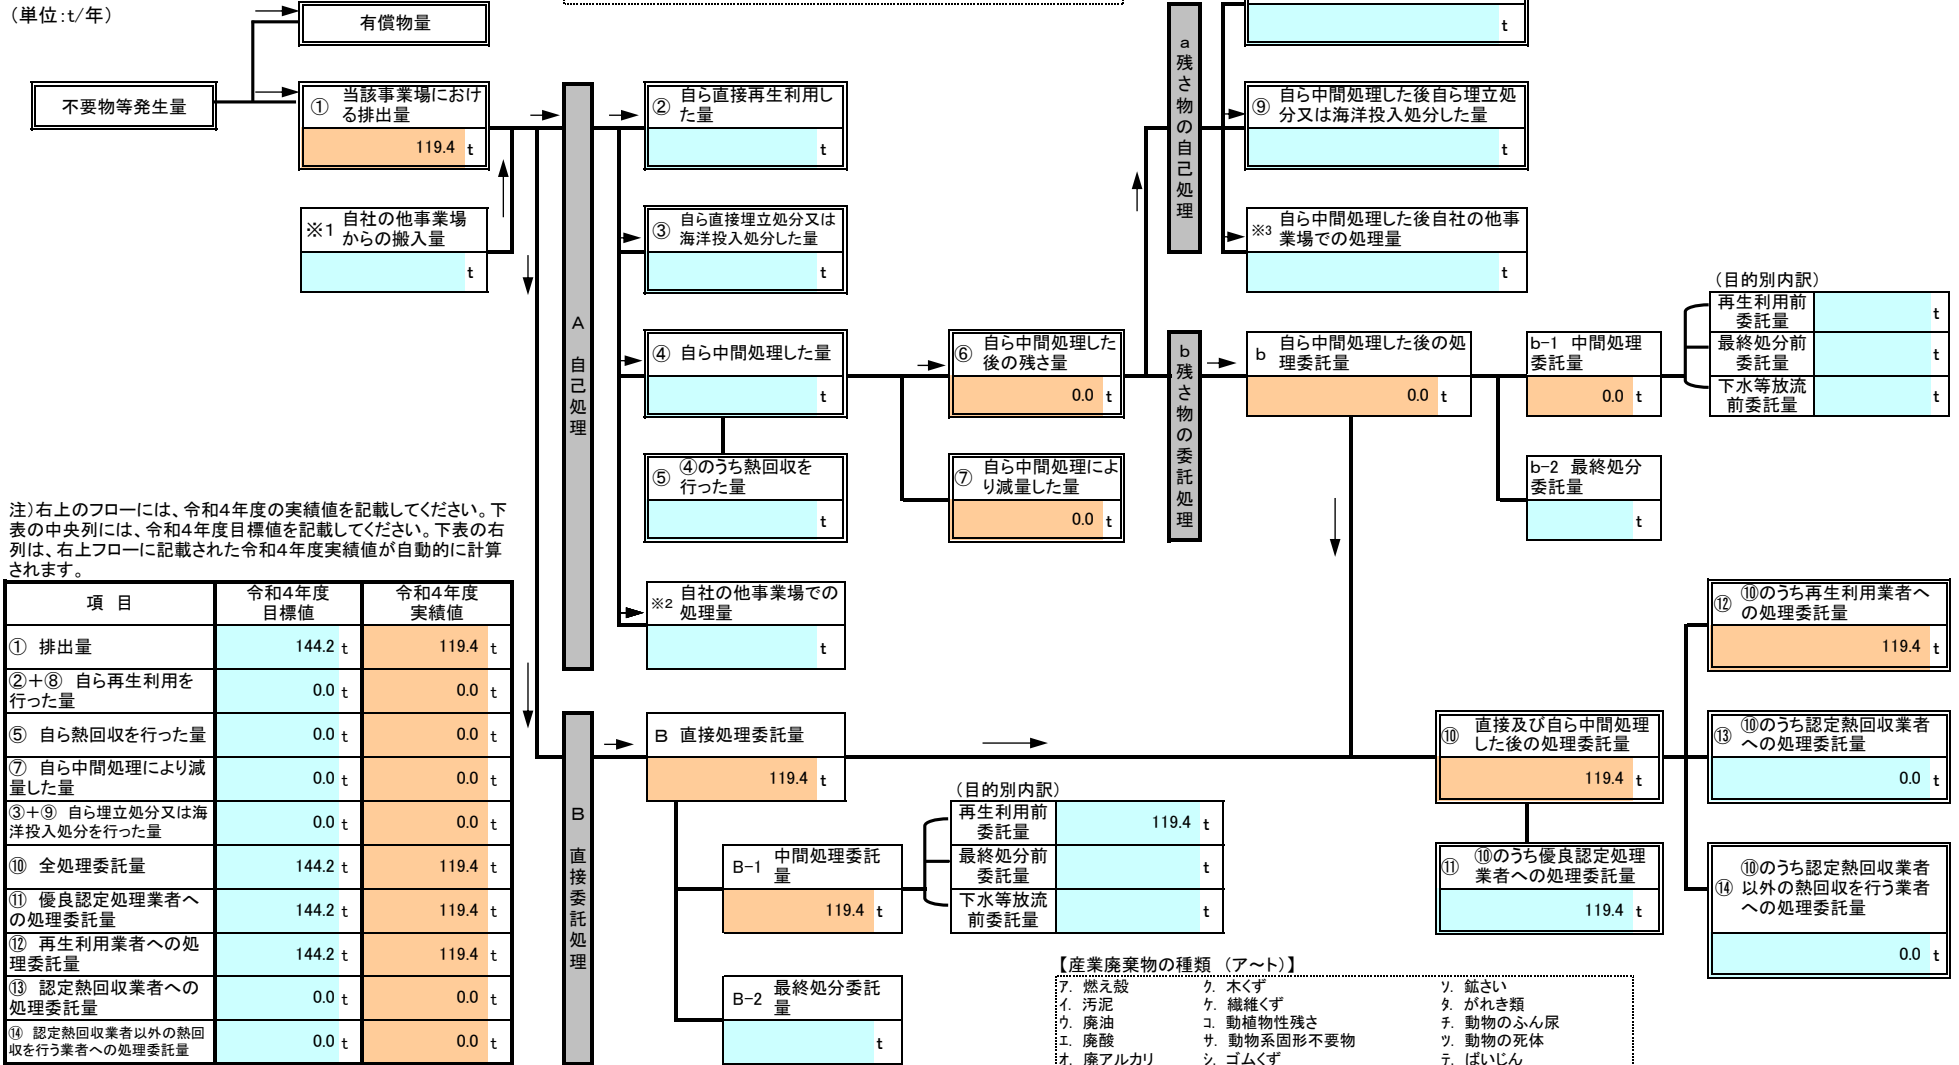 (単位:t/年)
有償物量
不要物等発生量
① 当該事業場におけ
る排出量
119.4 t
※1 自社の他事業場
からの搬入量
t
A 自己処理
② 自ら直接再生利用し
た量
t
③ 自ら直接埋立処分又は
海洋投入処分した量
t
④ 自ら中間処理した量
t
⑤ ④のうち熱回収を
行った量
t
※2 自社の他事業場での
処理量
t
⑥ 自ら中間処理した
後の残さ量
0.0 t
⑦ 自ら中間処理によ
り減量した量
0.0 t
a 残さ物の自己処理
t
⑨ 自ら中間処理した後自ら埋立処
分又は海洋投入処分した量
t
※3 自ら中間処理した後自社の他事
業場での処理量
t
b 残さ物の委託処理
b 自ら中間処理した後の処
理委託量
0.0 t
b-1 中間処理
委託量
0.0 t
b-2 最終処分
委託量
t
(目的別内訳)
再生利用前
委託量
t
最終処分前
委託量
t
下水等放流
前委託量
t
注)右上のフローには、令和4年度の実績値を記載してください。下
表の中央列には、令和4年度目標値を記載してください。下表の右
列は、右上フローに記載された令和4年度実績値が自動的に計算
されます。
項 目 令和4年度 令和4年度
目標値 実績値
① 排出量 144.2 t 119.4 t
②+⑧ 自ら再生利用を
行った量 0.0 t 0.0 t
⑤ 自ら熱回収を行った量 0.0 t 0.0 t
⑦ 自ら中間処理により減
量した量 0.0 t 0.0 t
③+⑨ 自ら埋立処分又は海
洋投入処分を行った量 0.0 t 0.0 t
⑩ 全処理委託量 144.2 t 119.4 t
⑪ 優良認定処理業者へ
の処理委託量 144.2 t 119.4 t
⑫ 再生利用業者への処
理委託量 144.2 t 119.4 t
⑬ 認定熱回収業者への
処理委託量 0.0 t 0.0 t
⑭ 認定熱回収業者以外の熱回
収を行う業者への処理委託量 0.0 t 0.0 t
B 直接委託処理
B 直接処理委託量
119.4 t
B-1 中間処理委託
量
119.4 t
B-2 最終処分委託
量
t
(目的別内訳)
再生利用前
委託量
119.4 t
最終処分前
委託量
t
下水等放流
前委託量
t
⑩ 直接及び自ら中間処理
した後の処理委託量
119.4 t
⑪ ⑩のうち優良認定処理
業者への処理委託量
119.4 t
⑫ ⑩のうち再生利用業者へ
の処理委託量
119.4 t
⑬ ⑩のうち認定熱回収業者
への処理委託量
0.0 t
⑭ ⑩のうち認定熱回収業者
以外の熱回収を行う業者
への処理委託量
0.0 t
【産業廃棄物の種類 (ア~ト)】
ア. 燃え殻 ク. 木くず ソ. 鉱さい
イ. 汚泥 ケ. 繊維くず タ. がれき類
ウ. 廃油 コ. 動植物性残さ チ. 動物のふん尿
エ. 廃酸 サ. 動物系固形不要物 ツ. 動物の死体
オ. 廃アルカリ シ. ゴムくず テ. ばいじん